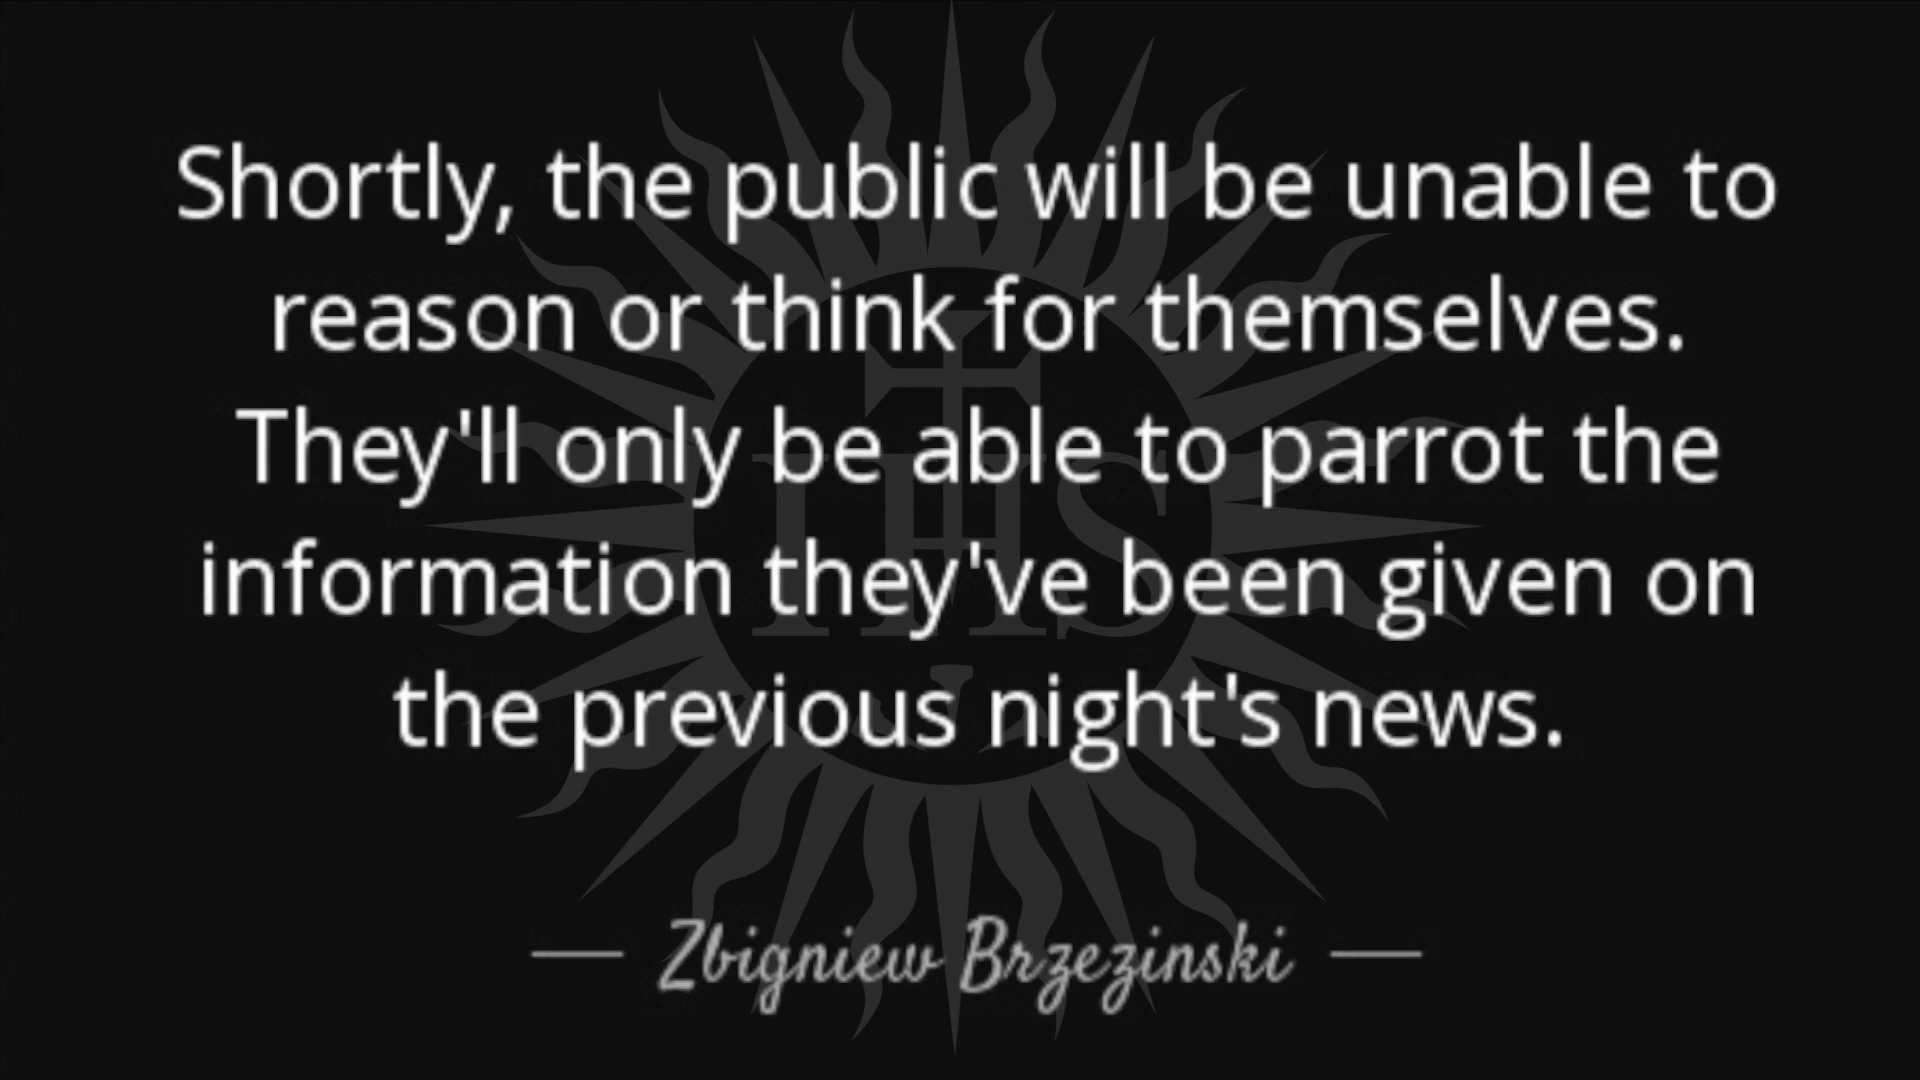 Shortly, the public will be unable to
reason or think for themselves.
They'll only be able to parrot the
information they've been given on
the previous night's news.
IHS
Zbigniew Brzezinski